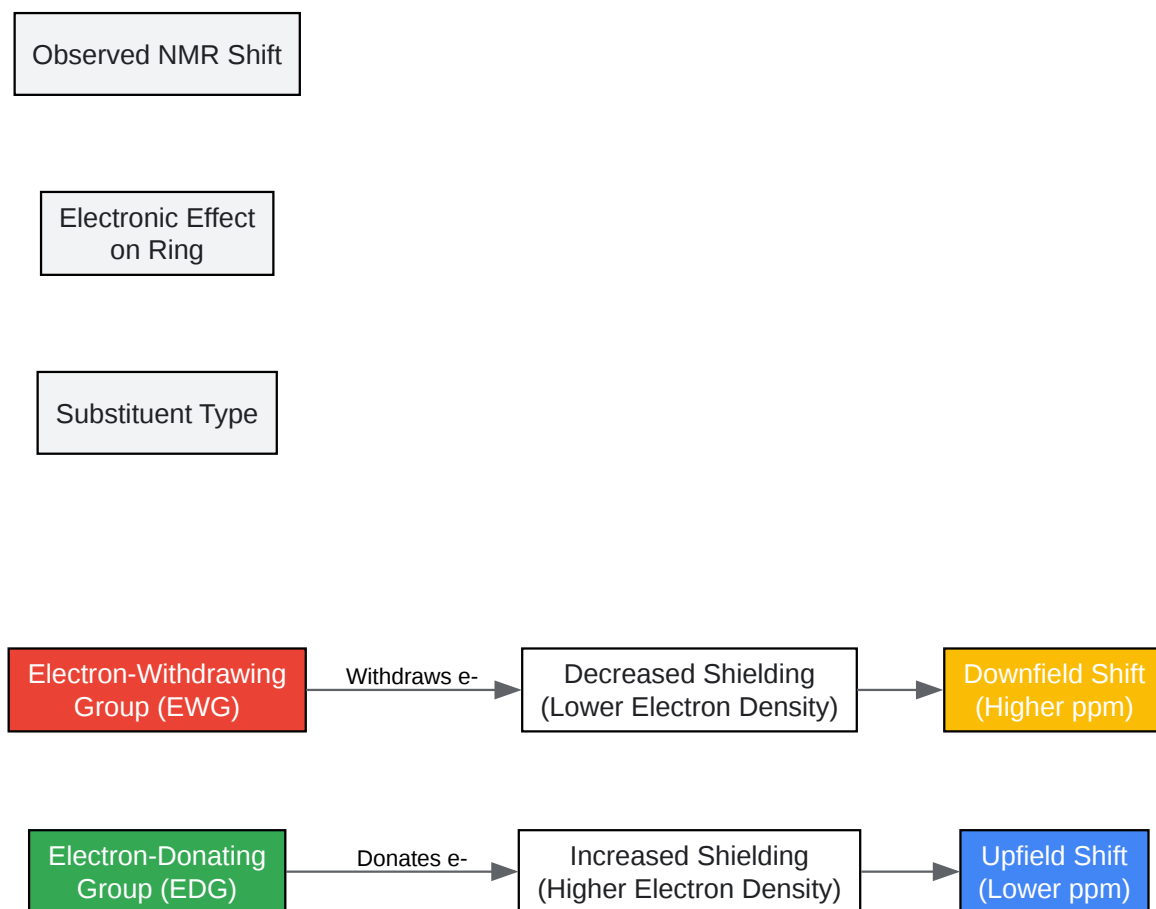 Observed NMR Shift
Electronic Effect
on Ring
Substituent Type
Electron-Withdrawing
Group (EWG)
Withdraws e-
Decreased Shielding
(Lower Electron Density)
Downfield Shift
(Higher ppm)
Electron-Donating
Group (EDG)
Donates e-
Increased Shielding
(Higher Electron Density)
Upfield Shift
(Lower ppm)